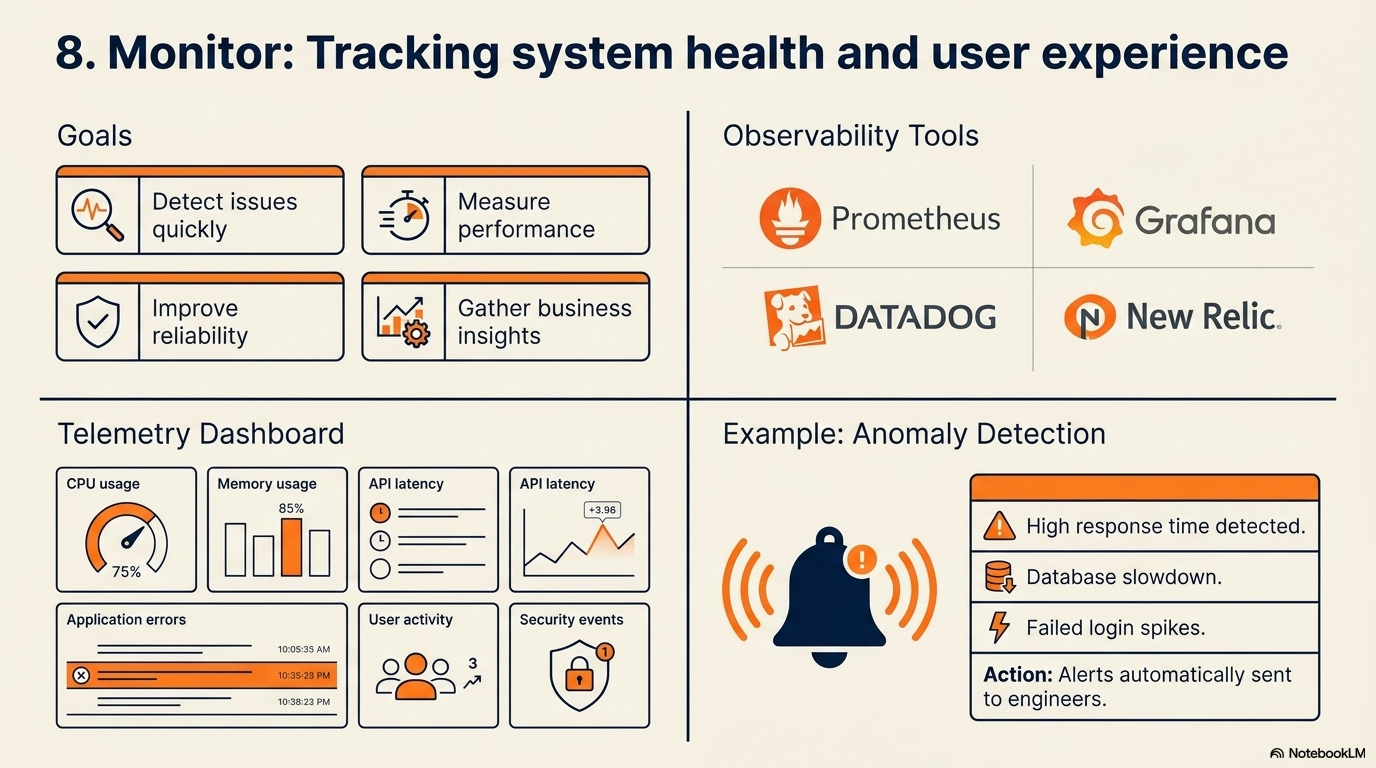 8. Monitor: Tracking system health and user experience
Goals
Detect issues
quickly
Measure
performance
Improve
reliability
Gather business
insights
Observability Tools
Prometheus
Grafana
DATADOG
New Relic
Telemetry Dashboard
CPU usage
75%
Memory usage
85%
API latency
API latency
+3.96
Application errors
10:05:35 AM
10:35:23 PM
10:38:23 PM
User activity
3
Security events
1
Example: Anomaly Detection
High response time detected.
Database slowdown.
Failed login spikes.
Action: Alerts automatically sent
to engineers.
NotebookLM